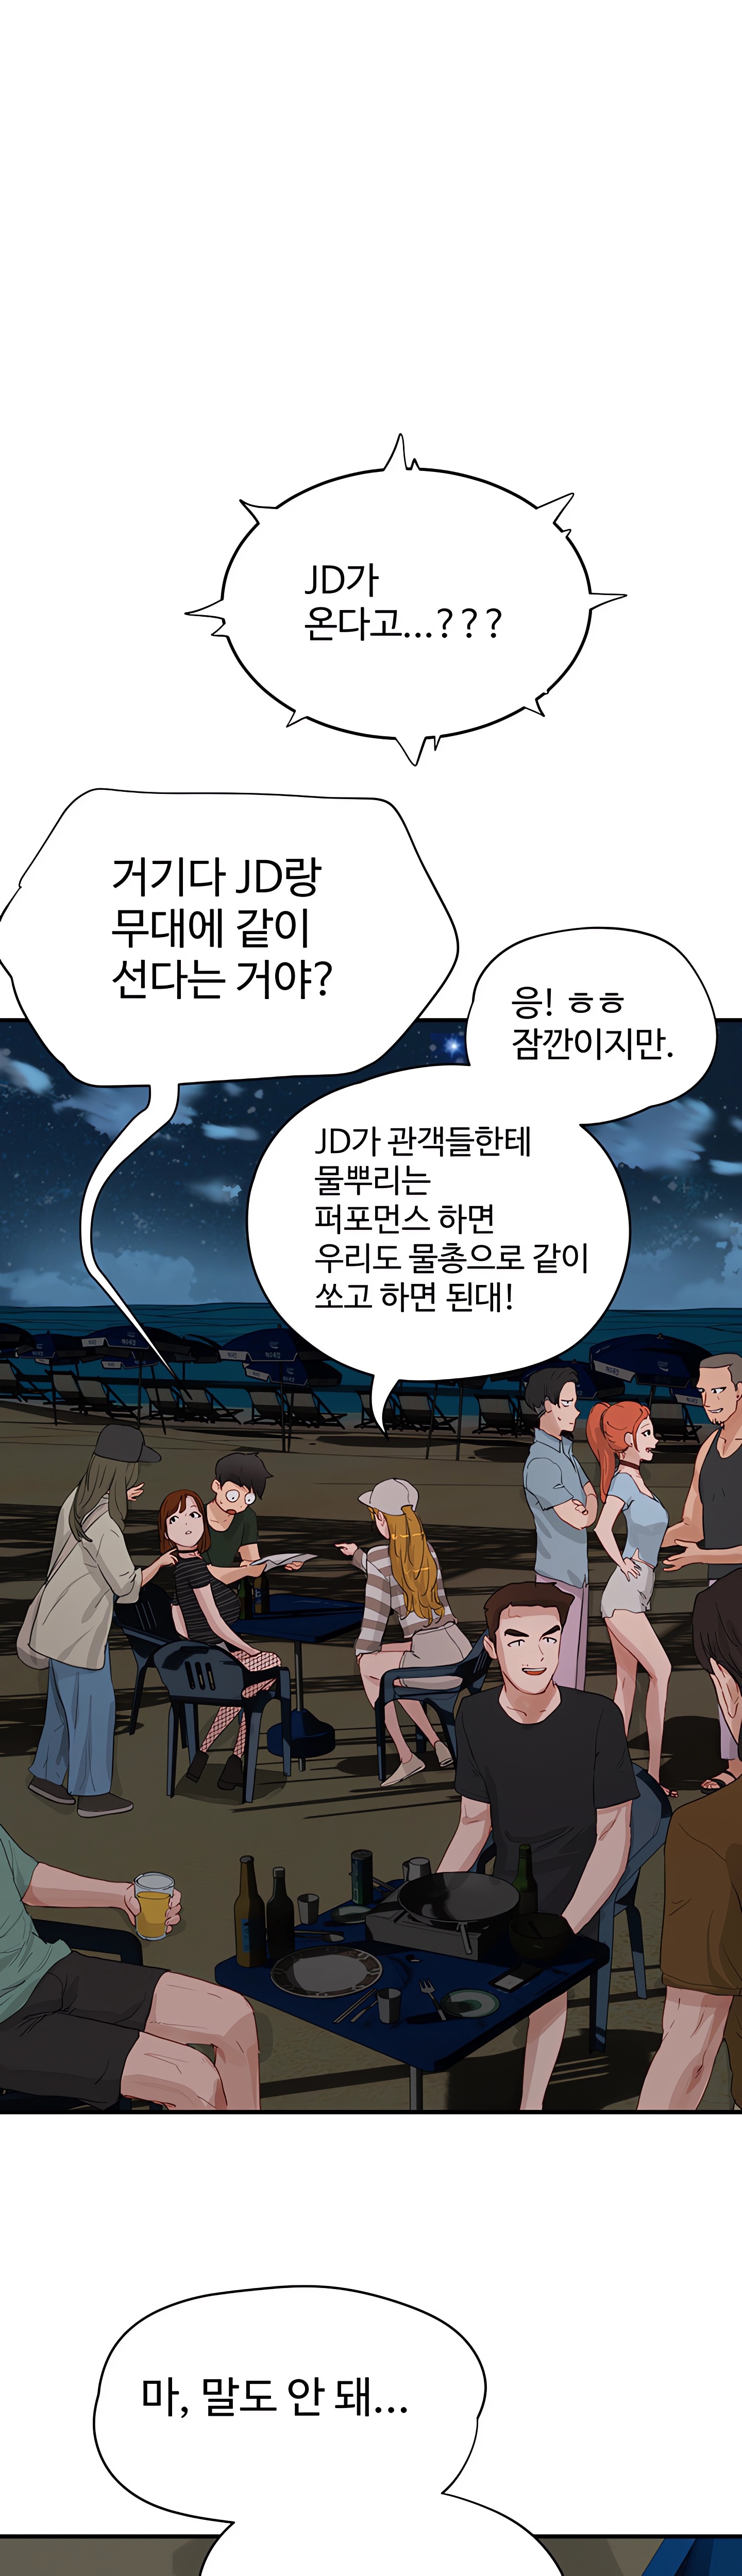 JD가
온다고...???
거기다 JD랑
무대에 같이
선다는 거야?
응! ㅎㅎ
잠깐이지만.
JD가 관객들한테
물뿌리는
퍼포먼스 하면
우리도 물총으로 같이
쏘고 하면 된대!
마, 말도 안 돼...